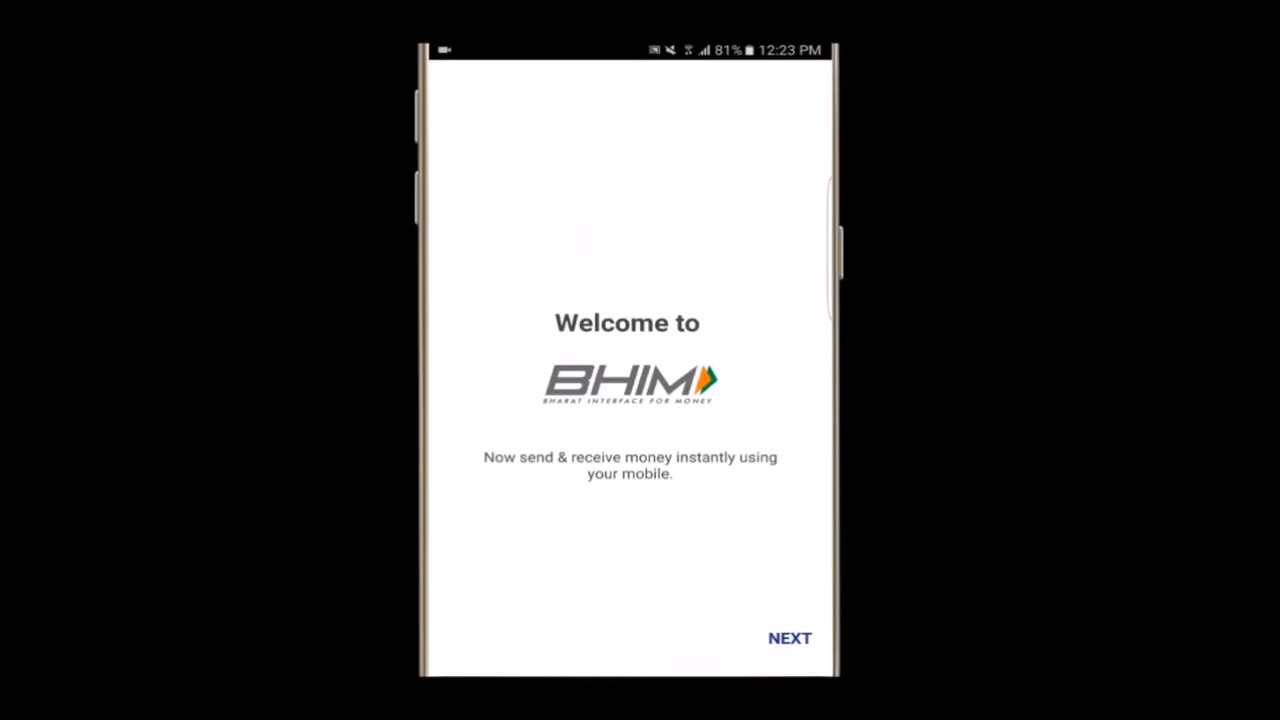 81% 12:23 PM
Welcome to
BHIM
BHARAT INTERFACE FOR MONEY
Now send & receive money instantly using
your mobile.
NEXT